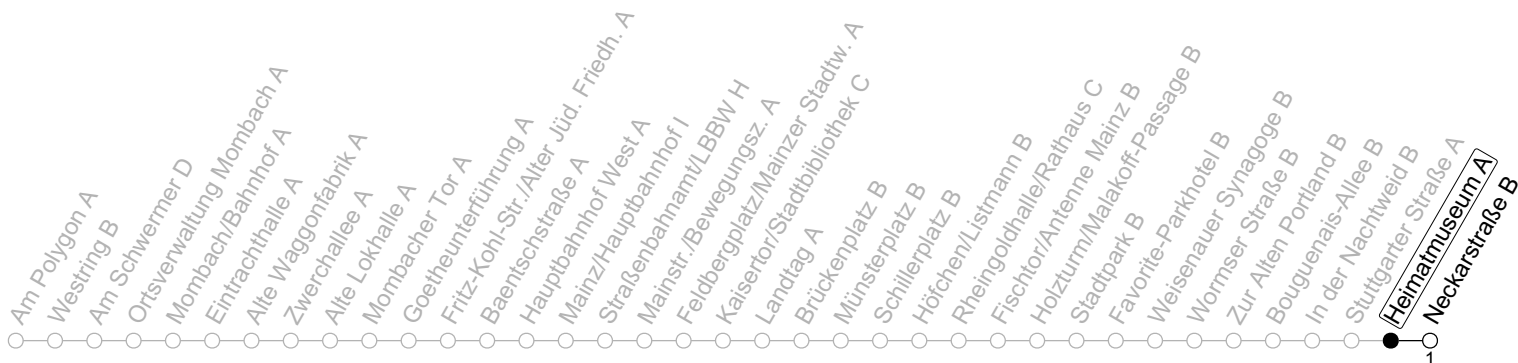 Am Polygon A
Westring B
Am Schwermer D
Ortsverwaltung Mombach A
Mombach/Bahnhof A
Eintrachthalle A
Alte Waggonfabrik A
Zwerchallee A
Alte Lokhalle A
Mombacher Tor A
Goetheunterführung A
Fritz-Kohl-Str./Alter Jüd. Friedh. A
Baentschstraße A
Hauptbahnhof West A
Mainz/Hauptbahnhof I
Straßenbahnamt/LBBW H
Mainstr./Bewegungsz. A
Feldbergplatz/Mainzer Stadtw. A
Kaisertor/Stadtbibliothek C
Landtag A
Brückenplatz B
Münsterplatz B
Schillerplatz B
Höfchen/Listmann B
Rheingoldhalle/Rathaus C
Fischtor/Antenne Mainz B
Holzturm/Malakoff-Passage B
Stadtpark B
Favorite-Parkhotel B
Weisenauer Synagoge B
Wormser Straße B
Zur Alten Portland B
Bouguenais-Allee B
In der Nachtweid B
Stuttgarter Straße A
Heimatmuseum A
Neckarstraße B
1